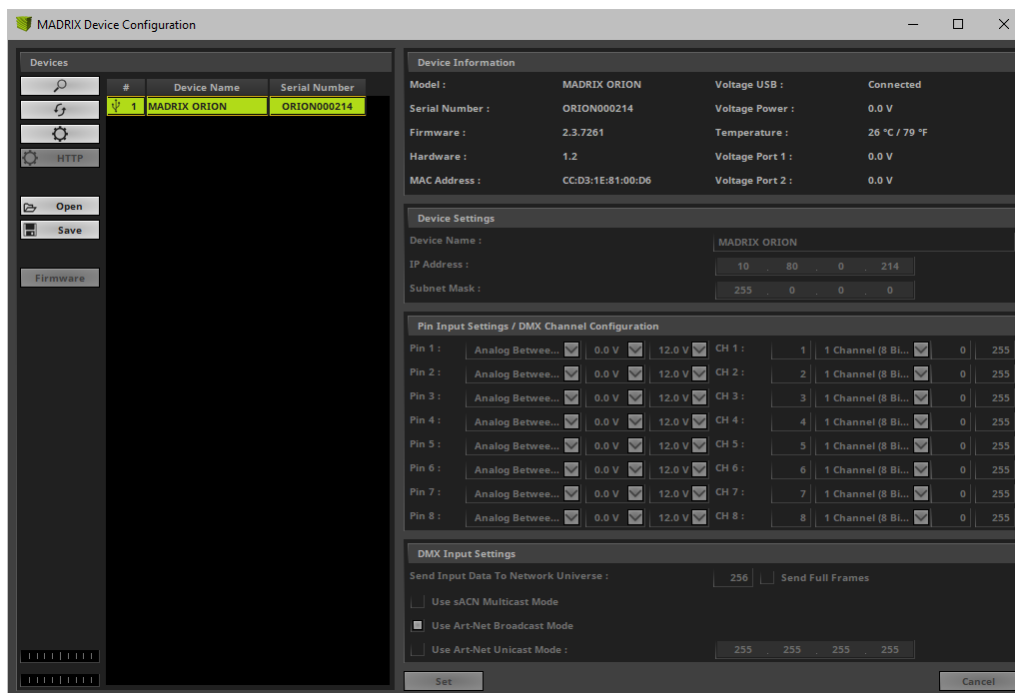 MADRIX Device Configuration
Devices
HTTP
Open
Save
Firmware
# Device Name Serial Number
1 MADRIX ORION ORION000214
Device Information
Model : MADRIX ORION Voltage USB : Connected
Serial Number : ORION000214 Voltage Power : 0.0 V
Firmware : 2.3.7261 Temperature : 26 °C / 79 °F
Hardware : 1.2 Voltage Port 1 : 0.0 V
MAC Address : CC:D3:1E:81:00:D6 Voltage Port 2 : 0.0 V
Device Settings
Device Name : MADRIX ORION
IP Address : 10 . 80 . 0 . 214
Subnet Mask : 255 . 0 . 0 . 0
Pin Input Settings / DMX Channel Configuration
Pin 1 : Analog Betwee... 0.0 V 12.0 V CH 1 : 1 1 Channel (8 Bi... 0 255
Pin 2 : Analog Betwee... 0.0 V 12.0 V CH 2 : 2 1 Channel (8 Bi... 0 255
Pin 3 : Analog Betwee... 0.0 V 12.0 V CH 3 : 3 1 Channel (8 Bi... 0 255
Pin 4 : Analog Betwee... 0.0 V 12.0 V CH 4 : 4 1 Channel (8 Bi... 0 255
Pin 5 : Analog Betwee... 0.0 V 12.0 V CH 5 : 5 1 Channel (8 Bi... 0 255
Pin 6 : Analog Betwee... 0.0 V 12.0 V CH 6 : 6 1 Channel (8 Bi... 0 255
Pin 7 : Analog Betwee... 0.0 V 12.0 V CH 7 : 7 1 Channel (8 Bi... 0 255
Pin 8 : Analog Betwee... 0.0 V 12.0 V CH 8 : 8 1 Channel (8 Bi... 0 255
DMX Input Settings
Send Input Data To Network Universe : 256 Send Full Frames
Use sACN Multicast Mode
Use Art-Net Broadcast Mode
Use Art-Net Unicast Mode : 255 . 255 . 255 . 255
Set Cancel